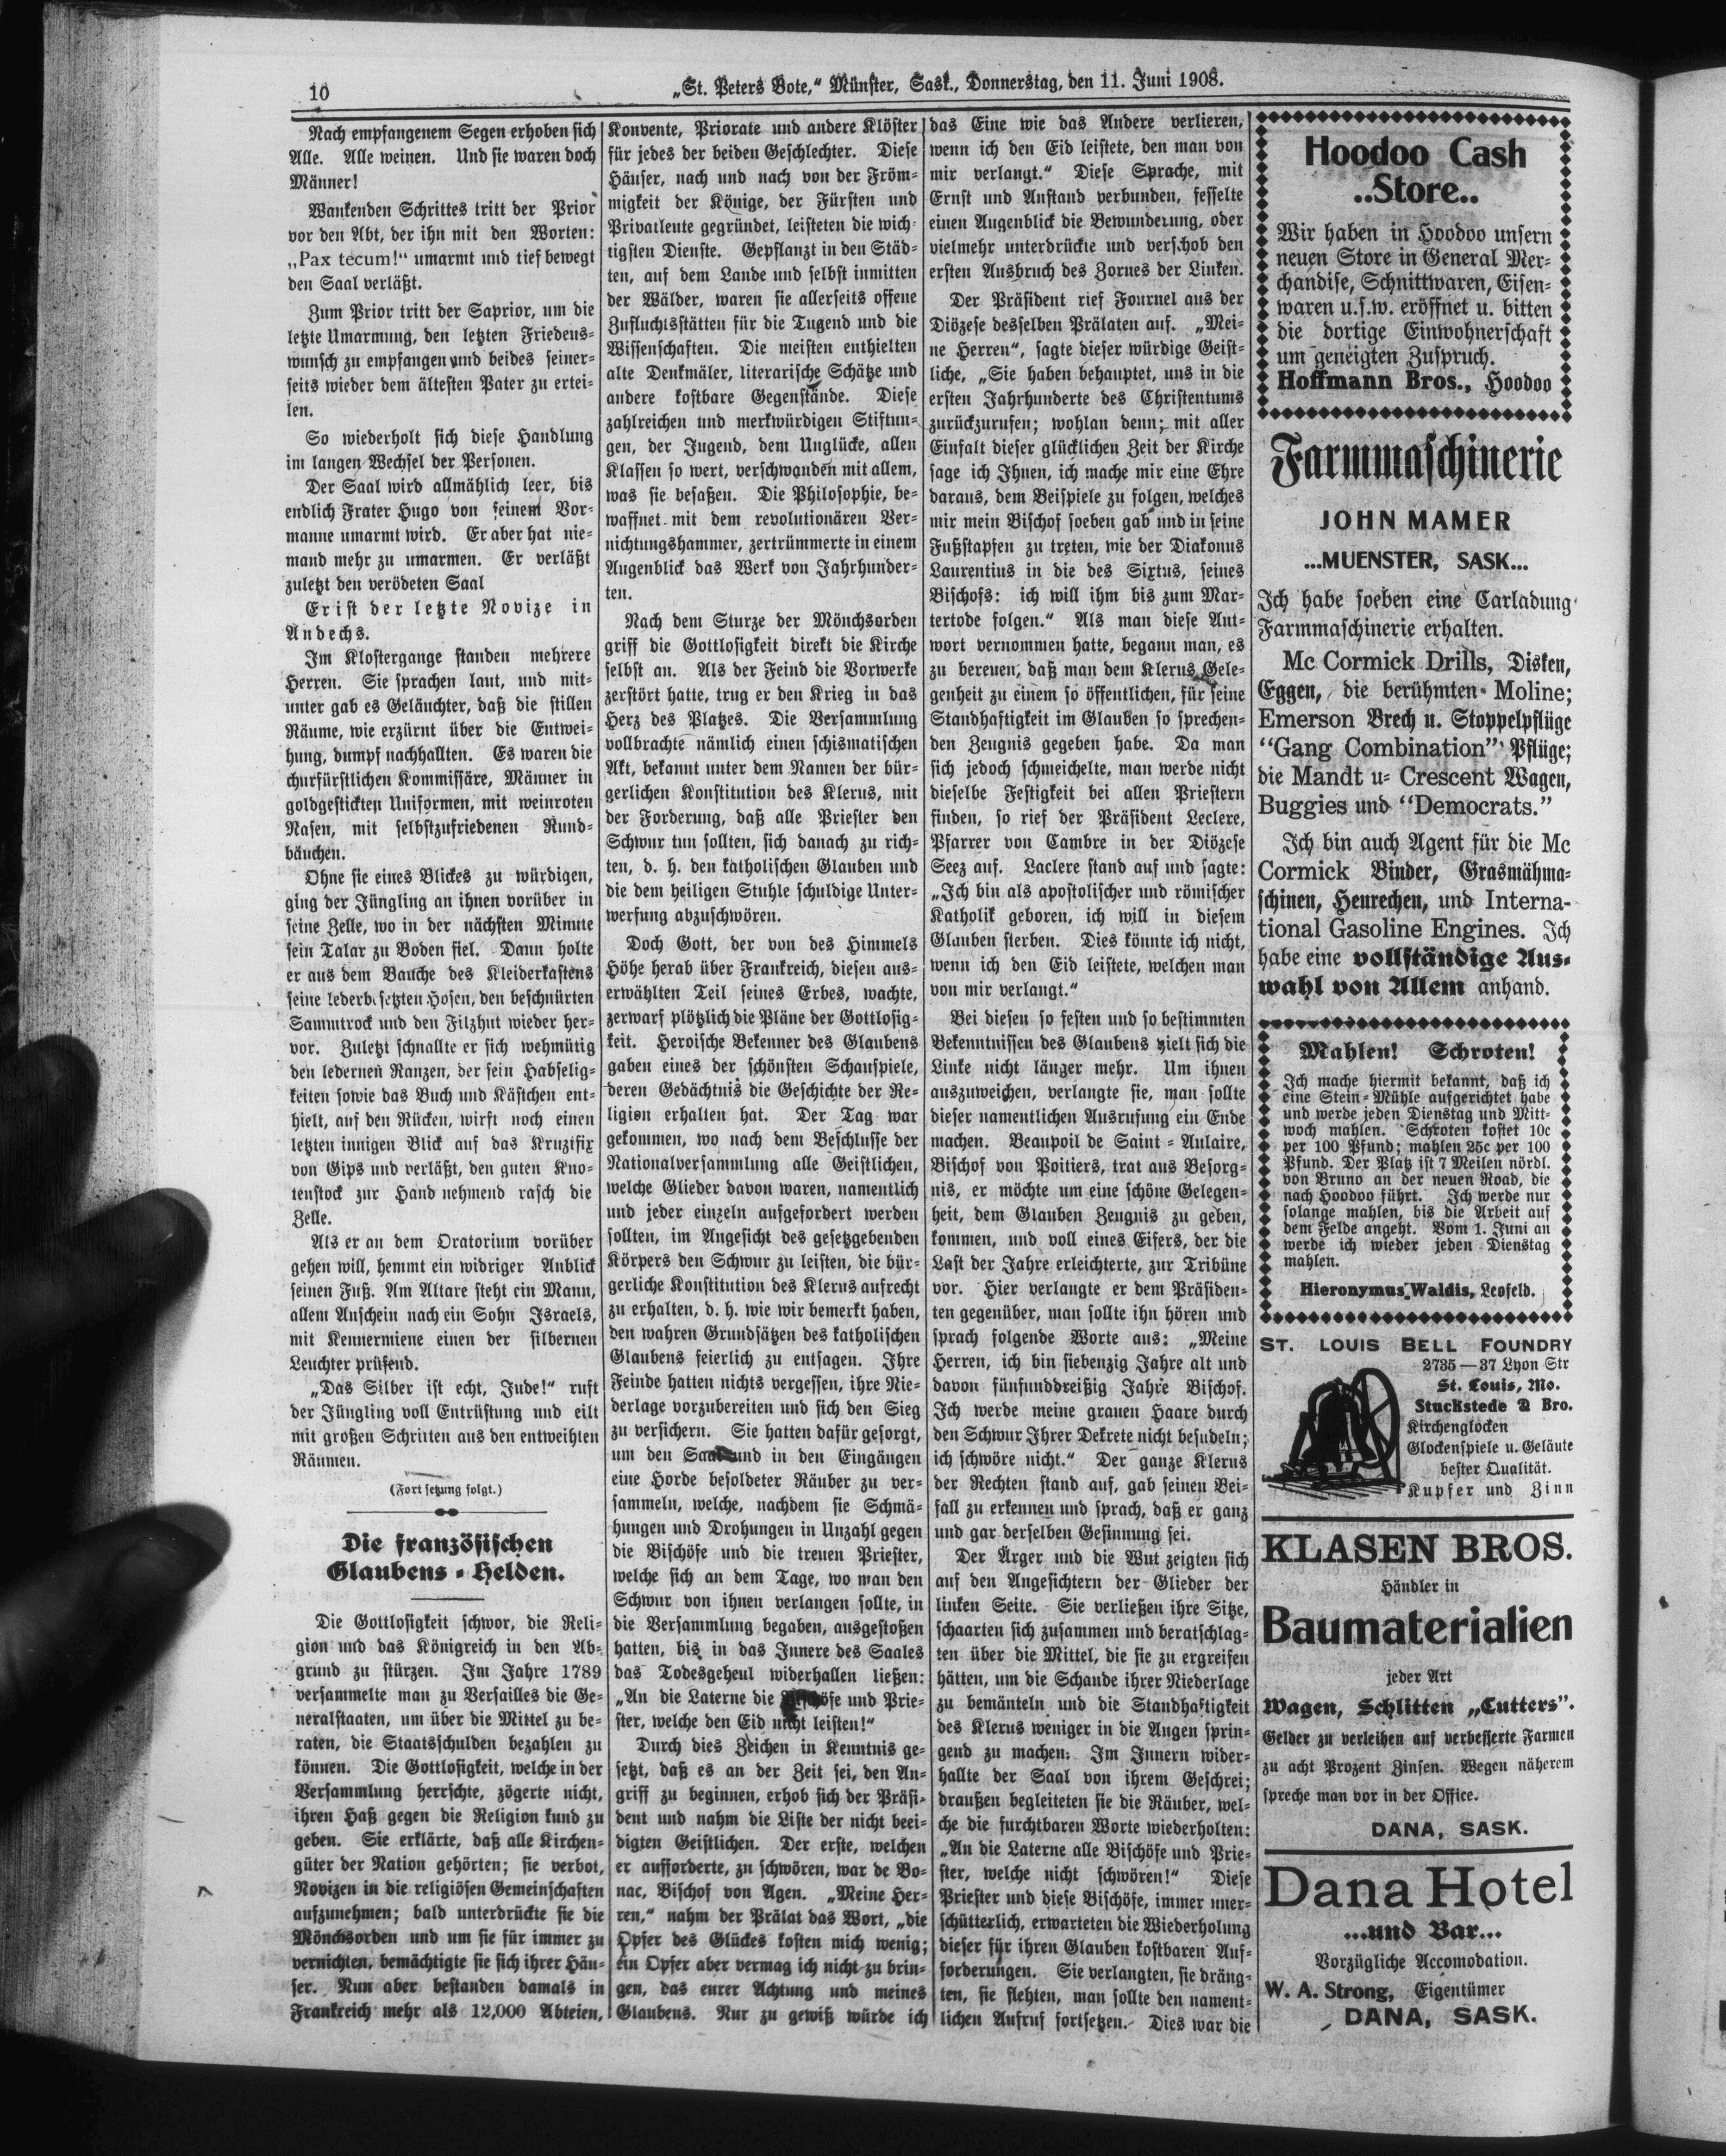 10
„St. Peters Bote,“ Münster, Sask., Donnerstag, den 11. Juni 1908.
Nach empfangenem Segen erhoben sich
Alle. Alle weinen. Und sie waren doch
Männer!
Wankenden Schrittes tritt der Prior
vor den Abt, der ihn mit den Worten:
„Pax tecum!“ umarmt und tief bewegt
den Saal verläßt.
Zum Prior tritt der Saprior, um die
letzte Umarmung, den letzten Friedens-
wunsch zu empfangen und beides seiner-
seits wieder dem ältesten Pater zu ertei-
len.
So wiederholt sich diese Handlung
im langen Wechsel der Personen.
Der Saal wird allmählich leer, bis
endlich Frater Hugo von seinem Vor-
manne umarmt wird. Er aber hat nie-
mand mehr zu umarmen. Er verläßt
zuletzt den verödeten Saal
Er ist der letzte Novize in
Andechs.
Im Klostergange standen mehrere
Herren. Sie sprachen laut, und mit-
unter gab es Geläuchter, daß die stillen
Räume, wie erzürnt über die Entwei-
hung, dumpf nachhallten. Es waren die
churfürstlichen Kommissäre, Männer in
goldgestickten Uniformen, mit weinroten
Nasen, mit selbstzufriedenen Rund-
bäuchen.
Ohne sie eines Blickes zu würdigen,
ging der Jüngling an ihnen vorüber in
seine Zelle, wo in der nächsten Minute
sein Talar zu Boden fiel. Dann holte
er aus dem Bauche des Kleiderkastens
seine lederbesetzten Hosen, den beschnürten
Sammtrock und den Filzhut wieder her-
vor. Zuletzt schnallte er sich wehmütig
den ledernen Ranzen, der sein Habselig-
keiten sowie das Buch und Kästchen ent-
hielt, auf den Rücken, wirft noch einen
letzten innigen Blick auf das Kruzifix
von Gips und verläßt, den guten Kno-
tenstock zur Hand nehmend rasch die
Zelle.
Als er an dem Oratorium vorüber
gehen will, hemmt ein widriger Anblick
seinen Fuß. Am Altare steht ein Mann,
allem Anschein nach ein Sohn Israels,
mit Kennermiene einen der silbernen
Leuchter prüfend.
„Das Silber ist echt, Jude!“ ruft
der Jüngling voll Entrüstung und eilt
mit großen Schritten aus den entweihten
Räumen.
(Fortsetzung folgt.)
Die französischen
Glaubens-Helden.
Die Gottlosigkeit schwor, die Reli-
gion und das Königreich in den Ab-
grund zu stürzen. Im Jahre 1789
versammelte man zu Versailles die Ge-
neralstaaten, um über die Mittel zu be-
raten, die Staatsschulden bezahlen zu
können. Die Gottlosigkeit, welche in der
Versammlung herrschte, zögerte nicht,
ihren Haß gegen die Religion kund zu
geben. Sie erklärte, daß alle Kirchen-
güter der Nation gehörten; sie verbot,
Novizen in die religiösen Gemeinschaften
aufzunehmen; bald unterdrückte sie die
Mönchsorden und um sie für immer zu
vernichten, bemächtigte sie sich ihrer Häu-
ser. Nun aber bestanden damals in
Frankreich mehr als 12,000 Abteien,
Konvente, Priorate und andere Klöster
für jedes der beiden Geschlechter. Diese
Häuser, nach und nach von der Fröm-
migkeit der Könige, der Fürsten und
Privatleute gegründet, leisteten die wich-
tigsten Dienste. Gepflanzt in den Städ-
ten, auf dem Lande und selbst inmitten
der Wälder, waren sie allerseits offene
Zufluchtsstätten für die Tugend und die
Wissenschaften. Die meisten enthielten
alte Denkmäler, literarische Schätze und
andere kostbare Gegenstände. Diese
zahlreichen und merkwürdigen Stiftun-
gen, der Jugend, dem Unglücke, allen
Klassen so wert, verschwanden mit allem,
was sie besaßen. Die Philosophie, be-
waffnet mit dem revolutionären Ver-
nichtungshammer, zertrümmerte in einem
Augenblick das Werk von Jahrhunder-
ten.
Nach dem Sturze der Mönchsorden
griff die Gottlosigkeit direkt die Kirche
selbst an. Als der Feind die Vorwerke
zerstört hatte, trug er den Krieg in das
Herz des Platzes. Die Versammlung
vollbrachte nämlich einen schismatischen
Akt, bekannt unter dem Namen der bür-
gerlichen Konstitution des Klerus, mit
der Forderung, daß alle Priester den
Schwur tun sollten, sich danach zu rich-
ten, d. h. den katholischen Glauben und
die dem heiligen Stuhle schuldige Unter-
werfung abzuschwören.
Doch Gott, der von des Himmels
Höhe herab über Frankreich, diesen aus-
erwählten Teil seines Erbes, wachte,
zerwarf plötzlich die Pläne der Gottlosig-
keit. Heroische Bekenner des Glaubens
gaben eines der schönsten Schauspiele,
deren Gedächtnis die Geschichte der Re-
ligion erhalten hat. Der Tag war
gekommen, wo nach dem Beschlusse der
Nationalversammlung alle Geistlichen,
welche Glieder davon waren, namentlich
und jeder einzeln aufgefordert werden
sollten, im Angesicht des gesetzgebenden
Körpers den Schwur zu leisten, die bür-
gerliche Konstitution des Klerus aufrecht
zu erhalten, d. h. wie wir bemerkt haben,
den wahren Grundsätzen des katholischen
Glaubens feierlich zu entsagen. Ihre
Feinde hatten nichts vergessen, ihre Nie-
derlage vorzubereiten und sich den Sieg
zu versichern. Sie hatten dafür gesorgt,
um den Saal und in den Eingängen
eine Horde besoldeter Räuber zu ver-
sammeln, welche, nachdem sie Schmä-
hungen und Drohungen in Unzahl gegen
die Bischöfe und die treuen Priester,
welche sich an dem Tage, wo man den
Schwur von ihnen verlangen sollte, in
die Versammlung begaben, ausgestoßen
hatten, bis in das Innere des Saales
das Todesgeheul widerhallen ließen:
„An die Laterne die Bischöfe und Prie-
ster, welche den Eid nicht leisten!“
Durch dies Zeichen in Kenntnis ge-
setzt, daß es an der Zeit sei, den An-
griff zu beginnen, erhob sich der Präsi-
dent und nahm die Liste der nicht beei-
digten Geistlichen. Der erste, welchen
er aufforderte, zu schwören, war de Bo-
nac, Bischof von Agen. „Meine Her-
ren,“ nahm der Prälat das Wort, „die
Opfer des Glückes kosten mich wenig;
ein Opfer aber vermag ich nicht zu brin-
gen, das eurer Achtung und meines
Glaubens. Nur zu gewiß würde ich
das Eine wie das Andere verlieren,
wenn ich den Eid leistete, den man von
mir verlangt.“ Diese Sprache, mit
Ernst und Anstand verbunden, fesselte
einen Augenblick die Bewunderung, oder
vielmehr unterdrückte und verschob den
ersten Ausbruch des Zornes der Linken.
Der Präsident rief Fournel aus der
Diözese desselben Prälaten auf. „Mei-
ne Herren“, sagte dieser würdige Geist-
liche, „Sie haben behauptet, uns in die
ersten Jahrhunderte des Christentums
zurückzurufen; wohlan denn; mit aller
Einfalt dieser glücklichen Zeit der Kirche
sage ich Ihnen, ich mache mir eine Ehre
daraus, dem Beispiele zu folgen, welches
mir mein Bischof soeben gab und in seine
Fußstapfen zu treten, wie der Diakonus
Laurentius in die des Sixtus, seines
Bischofs: ich will ihm bis zum Mar-
tertode folgen.“ Als man diese Ant-
wort vernommen hatte, begann man, es
zu bereuen, daß man dem Klerus Gele-
genheit zu einem so öffentlichen, für seine
Standhaftigkeit im Glauben so sprechen-
den Zeugnis gegeben habe. Da man
sich jedoch schmeichelte, man werde nicht
dieselbe Festigkeit bei allen Priestern
finden, so rief der Präsident Leclere,
Pfarrer von Cambre in der Diözese
Seez auf. Laclere stand auf und sagte:
„Ich bin als apostolischer und römischer
Katholik geboren, ich will in diesem
Glauben sterben. Dies könnte ich nicht,
wenn ich den Eid leistete, welchen man
von mir verlangt.“
Bei diesen so festen und so bestimmten
Bekenntnissen des Glaubens hielt sich die
Linke nicht länger mehr. Um ihnen
auszuweichen, verlangte sie, man sollte
dieser namentlichen Ausrufung ein Ende
machen. Beaupoil de Saint-Aulaire,
Bischof von Poitiers, trat aus Besorg-
nis, er möchte um eine schöne Gelegen-
heit, dem Glauben Zeugnis zu geben,
kommen, und voll eines Eifers, der die
Last der Jahre erleichterte, zur Tribüne
vor. Hier verlangte er dem Präsiden-
ten gegenüber, man sollte ihn hören und
sprach folgende Worte aus: „Meine
Herren, ich bin siebenzig Jahre alt und
davon fünfunddreißig Jahre Bischof.
Ich werde meine grauen Haare durch
den Schwur Ihrer Dekrete nicht besudeln;
ich schwöre nicht.“ Der ganze Klerus
der Rechten stand auf, gab seinen Bei-
fall zu erkennen und sprach, daß er ganz
und gar derselben Gesinnung sei.
Der Ärger und die Wut zeigten sich
auf den Angesichtern der Glieder der
linken Seite. Sie verließen ihre Sitze,
schaarten sich zusammen und beratschlag-
ten über die Mittel, die sie zu ergreifen
hätten, um die Schande ihrer Niederlage
zu bemänteln und die Standhaftigkeit
des Klerus weniger in die Augen sprin-
gend zu machen. Im Innern wider-
hallte der Saal von ihrem Geschrei;
draußen begleiteten sie die Räuber, wel-
che die furchtbaren Worte wiederholten:
„An die Laterne alle Bischöfe und Prie-
ster, welche nicht schwören!“ Diese
Priester und diese Bischöfe, immer uner-
schütterlich, erwarteten die Wiederholung
dieser für ihren Glauben kostbaren Auf-
forderungen. Sie verlangten, sie dräng-
ten, sie flehten, man sollte den nament-
lichen Aufruf fortsetzen. Dies war die
Hoodoo Cash
..Store..
Wir haben in Hoodoo unsern
neuen Store in General Mer-
chandise, Schnittwaren, Eisen-
waren u.s.w. eröffnet u. bitten
die dortige Einwohnerschaft
um geneigten Zuspruch.
Hoffmann Bros., Hoodoo
Farmmaschinerie
JOHN MAMER
...MUENSTER, SASK...
Ich habe soeben eine Carladung
Farmmaschinerie erhalten.
Mc Cormick Drills, Disken,
Eggen, die berühmten Moline;
Emerson Brech u. Stoppelpflüge
“Gang Combination” Pflüge;
die Mandt u- Crescent Wagen,
Buggies und “Democrats.”
Ich bin auch Agent für die Mc
Cormick Binder, Grasmähma-
schinen, Heurechen, und Interna-
tional Gasoline Engines. Ich
habe eine vollständige Aus-
wahl von Allem anhand.
Mahlen! Schroten!
Ich mache hiermit bekannt, daß ich
eine Stein-Mühle aufgerichtet habe
und werde jeden Dienstag und Mitt-
woch mahlen. Schroten kostet 10c
per 100 Pfund; mahlen 25c per 100
Pfund. Der Platz ist 7 Meilen nördl.
von Bruno an der neuen Road, die
nach Hoodoo führt. Ich werde nur
solange mahlen, bis die Arbeit auf
dem Felde angeht. Vom 1. Juni an
werde ich wieder jeden Dienstag
mahlen.
Hieronymus Waldis, Leofeld.
ST. LOUIS BELL FOUNDRY
2735—37 Lyon Str
St. Louis, Mo.
Stuckstede & Bro.
Kirchenglocken
Glockenspiele u. Geläute
bester Qualität.
Kupfer und Zinn
KLASEN BROS.
Händler in
Baumaterialien
jeder Art
Wagen, Schlitten „Cutters”.
Gelder zu verleihen auf verbesserte Farmen
zu acht Prozent Zinsen. Wegen näherem
spreche man vor in der Office.
DANA, SASK.
Dana Hotel
...und Bar...
Vorzügliche Accomodation.
W. A. Strong, Eigentümer
DANA, SASK.